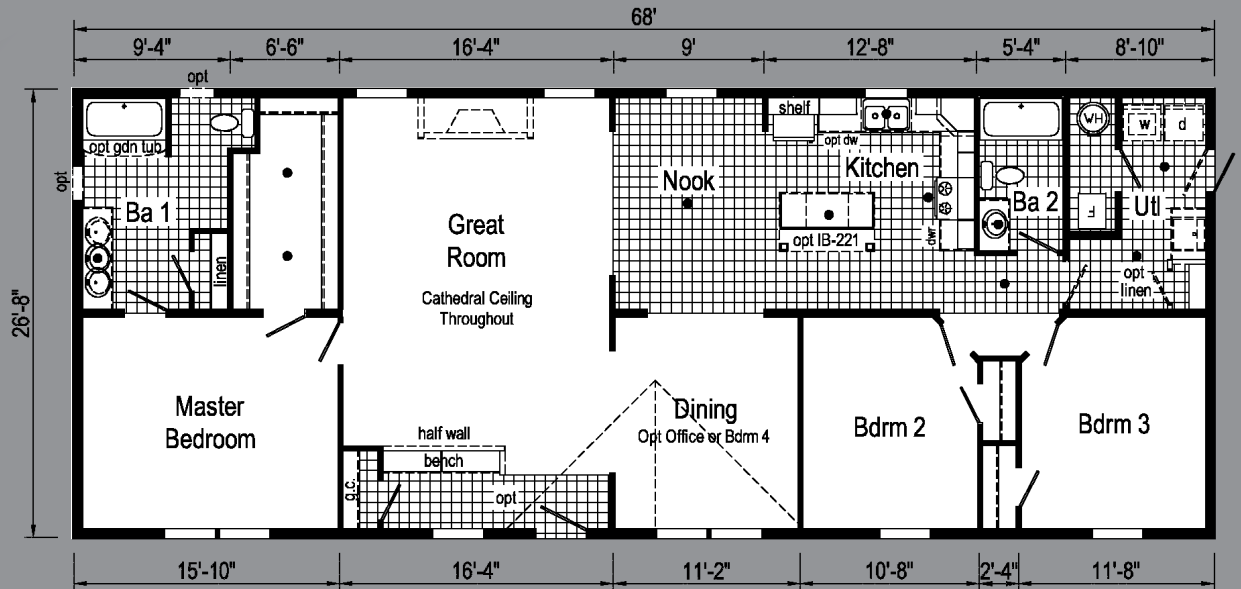 68'
9'-4" 6'-6" 16'-4" 9' 12'-8" 5'-4" 8'-10"
opt
shelf
WH
w d
opt gdn tub
opt dw
Kitchen
opt
Nook
Ba 1
Great
Room
Ba 2
Utl
F
opt IB-221
dwr
linen
Cathedral Ceiling
Throughout
opt
linen
26'-8"
Master
Bedroom
Dining
Opt Office or Bdrm 4
Bdrm 2
Bdrm 3
half wall
bench
g.c.
opt
15'-10" 16'-4" 11'-2" 10'-8" 2'-4" 11'-8"